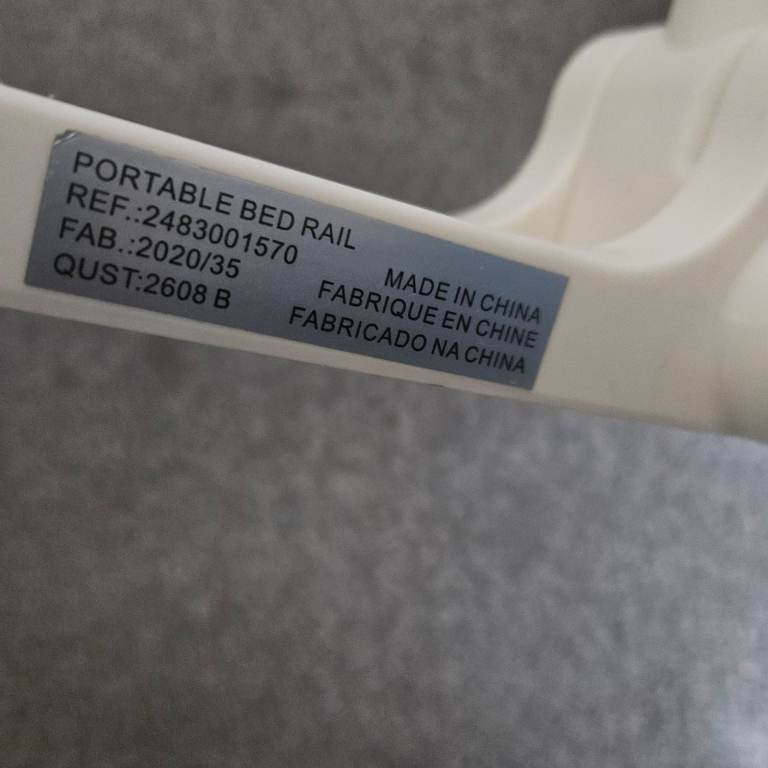 PORTABLE BED RAIL
REF.:2483001570
FAB.:2020/35
QUST:2608 B
MADE IN CHINA
FABRIQUE EN CHINE
FABRICADO NA CHINA